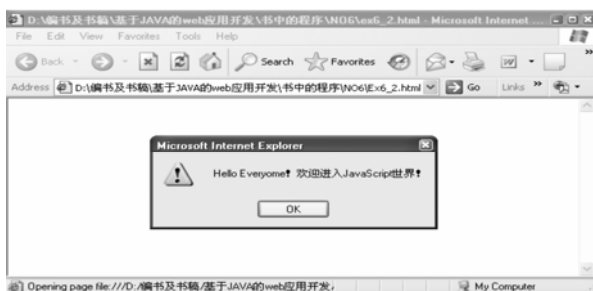 D:\编书及书稿\基于JAVA的web应用开发\书中的程序\NO6\ex6_2.html - Microsoft Internet ...
File Edit View Favorites Tools Help
Back Search Favorites
Address D:\编书及书稿\基于JAVA的web应用开发\书中的程序\NO6\Ex6_2.html Go Links »
Microsoft Internet Explorer
Hello Everyome! 欢迎进入JavaScript世界!
OK
Opening page file:///D:/编书及书稿/基于JAVA的web应用开发/ My Computer